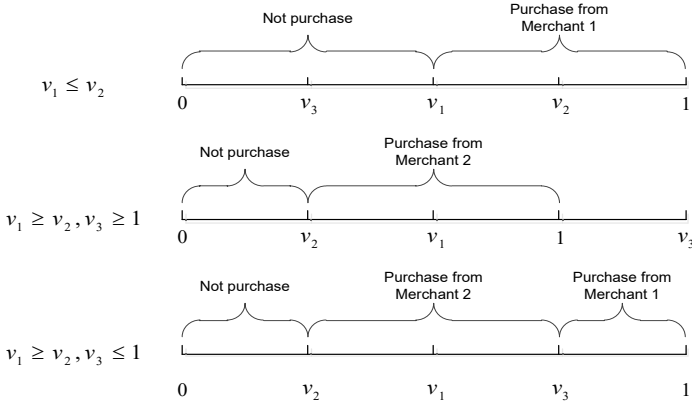 Not purchase
Purchase from
Merchant 1
v₁ ≤ v₂
0 v₃ v₁ v₂ 1
Not purchase
Purchase from
Merchant 2
v₁ ≥ v₂ , v₃ ≥ 1
0 v₂ v₁ 1 v₃
Not purchase
Purchase from
Merchant 2
Purchase from
Merchant 1
v₁ ≥ v₂ , v₃ ≤ 1
0 v₂ v₁ v₃ 1